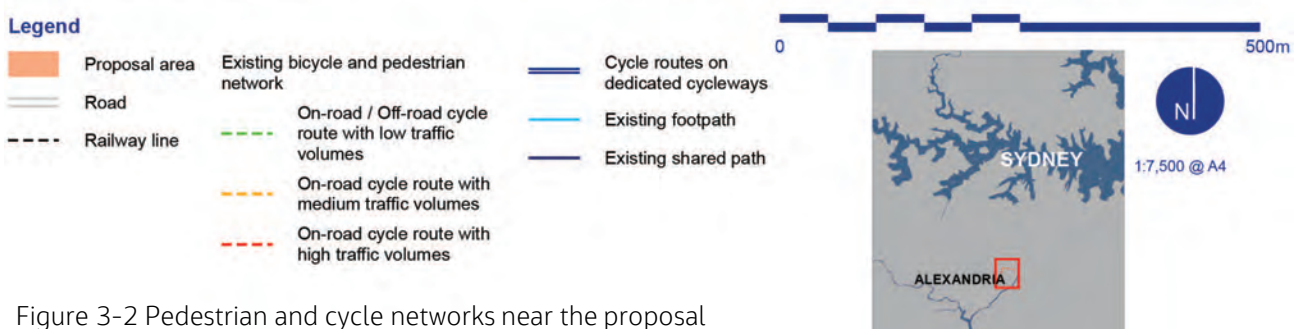 Legend
Proposal area
Road
Railway line
Existing bicycle and pedestrian
network
On-road / Off-road cycle
route with low traffic
volumes
On-road cycle route with
medium traffic volumes
On-road cycle route with
high traffic volumes
Cycle routes on
dedicated cycleways
Existing footpath
Existing shared path
0
500m
N
1:7,500 @ A4
SYDNEY
ALEXANDRIA
Figure 3-2 Pedestrian and cycle networks near the proposal